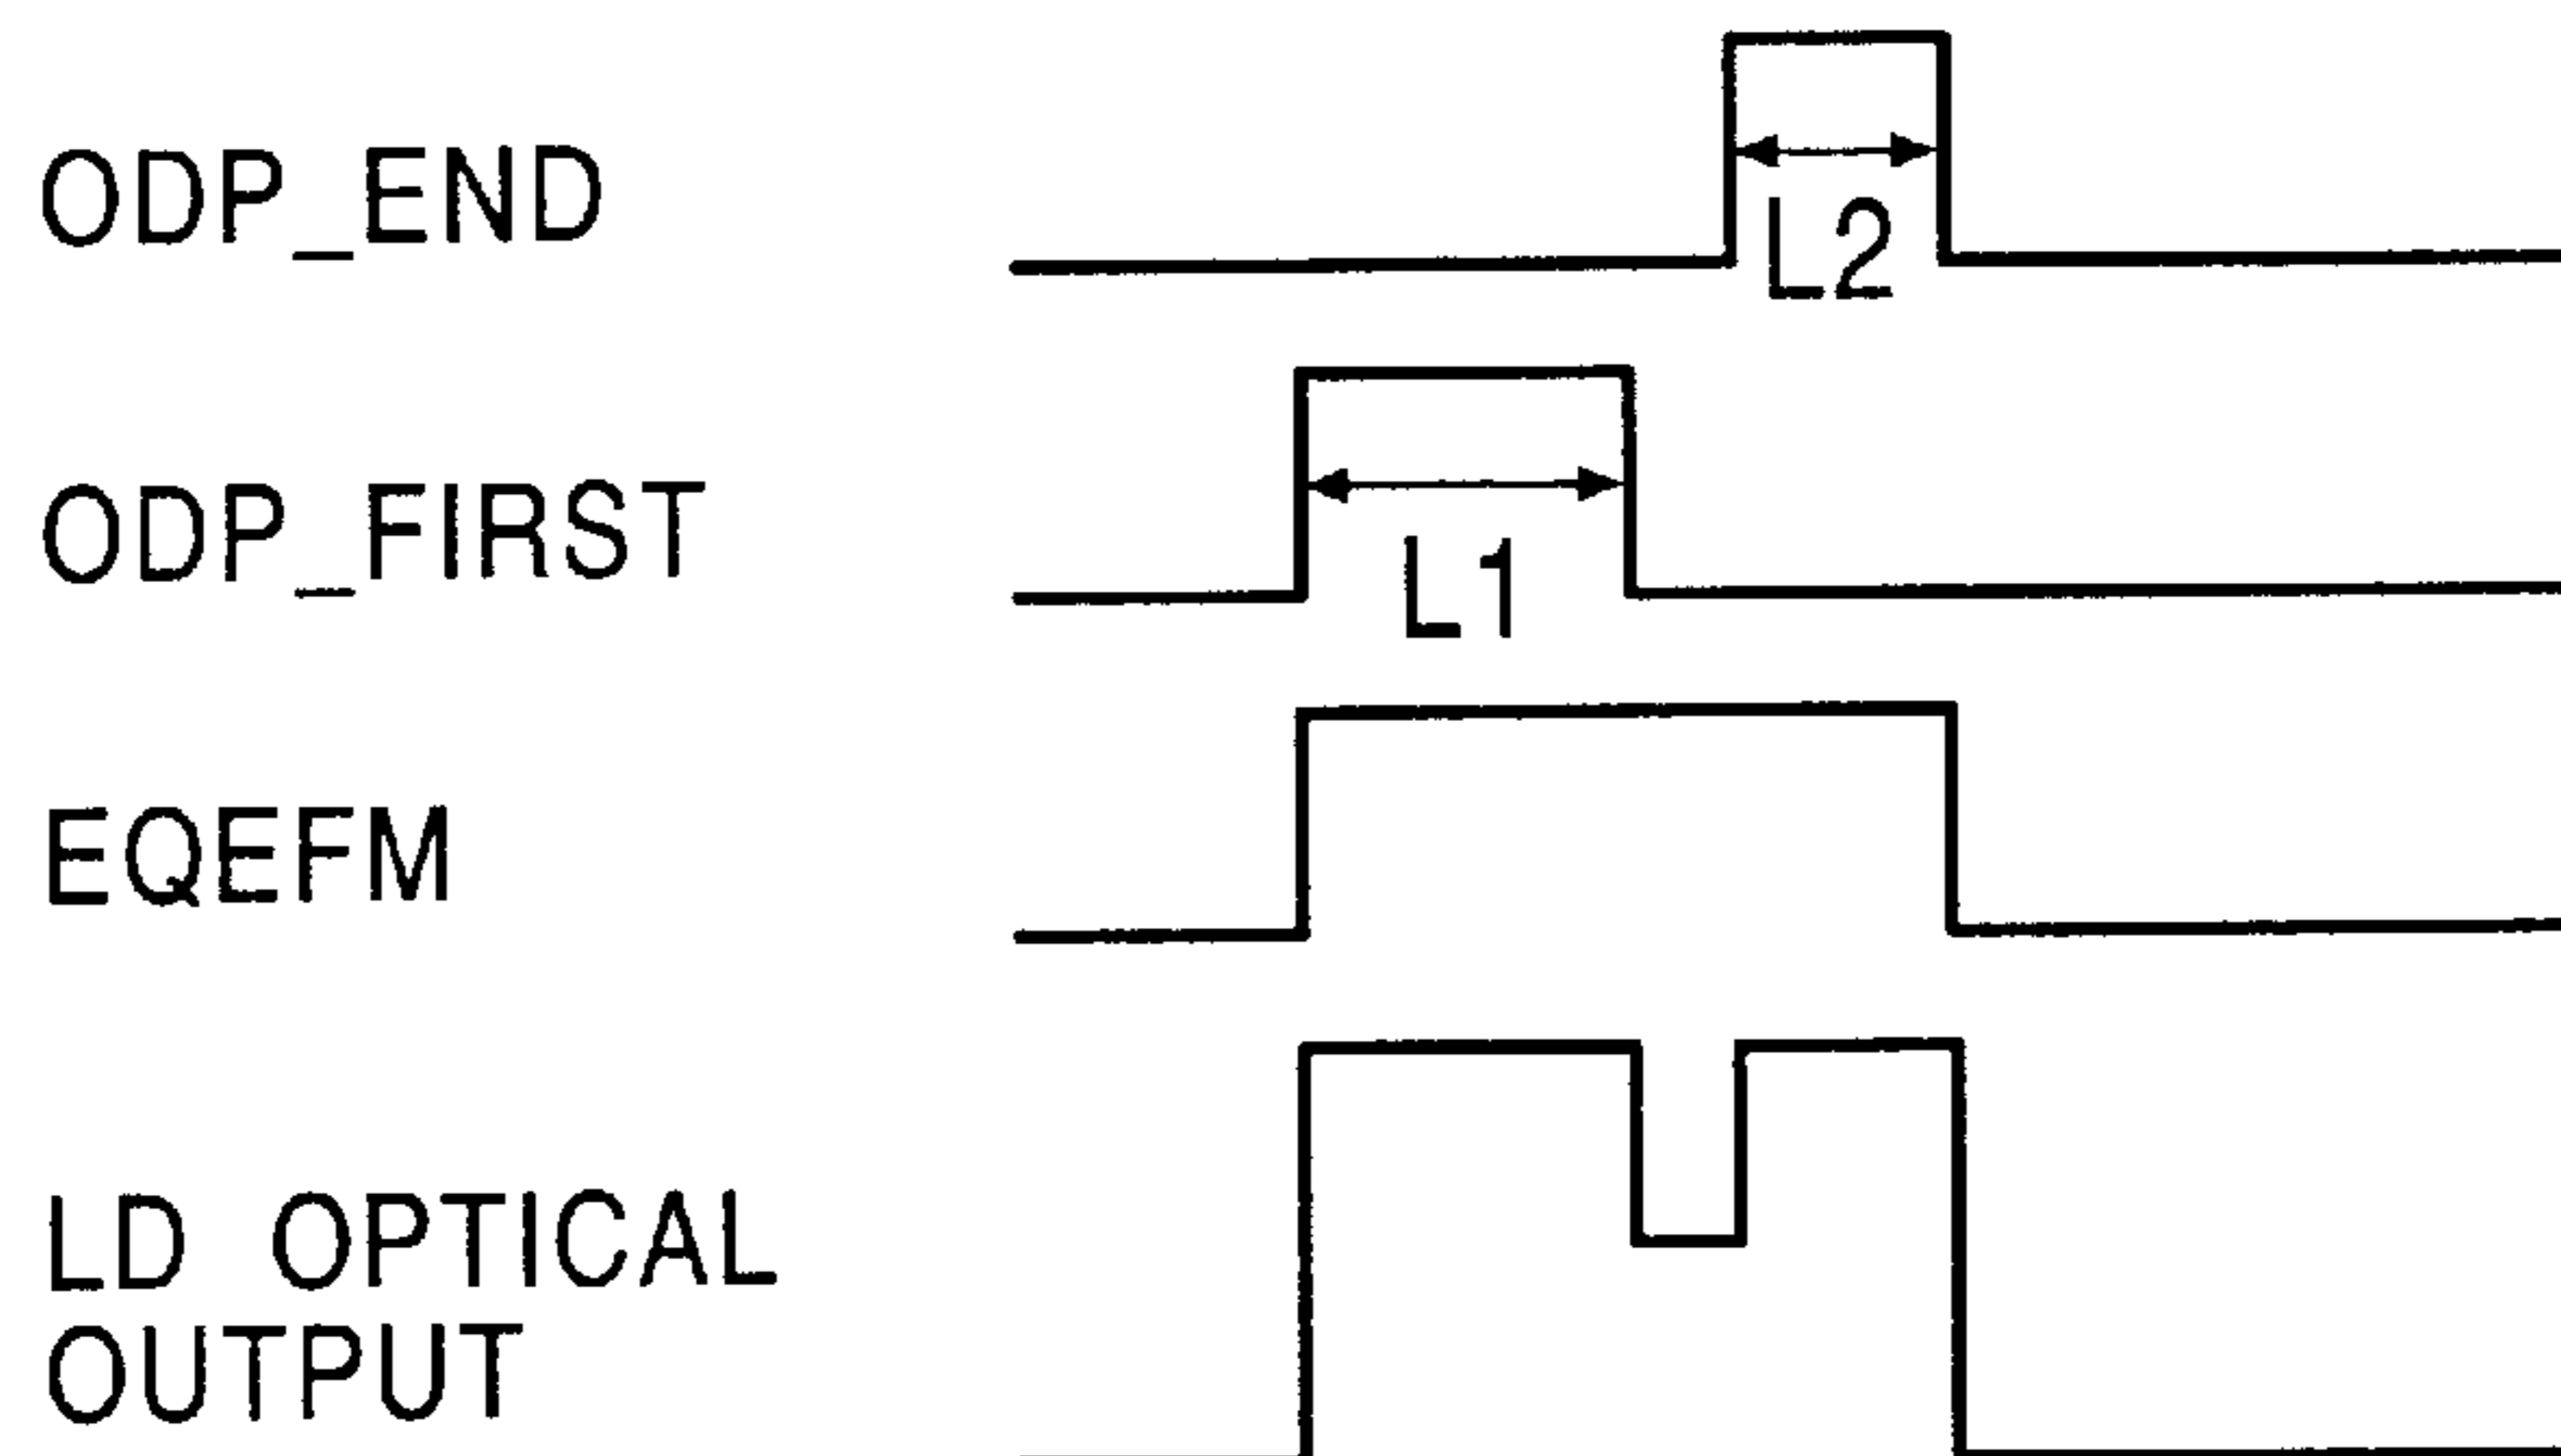 ODP_END
L2
ODP_FIRST
L1
EQEFM
LD OPTICAL
OUTPUT